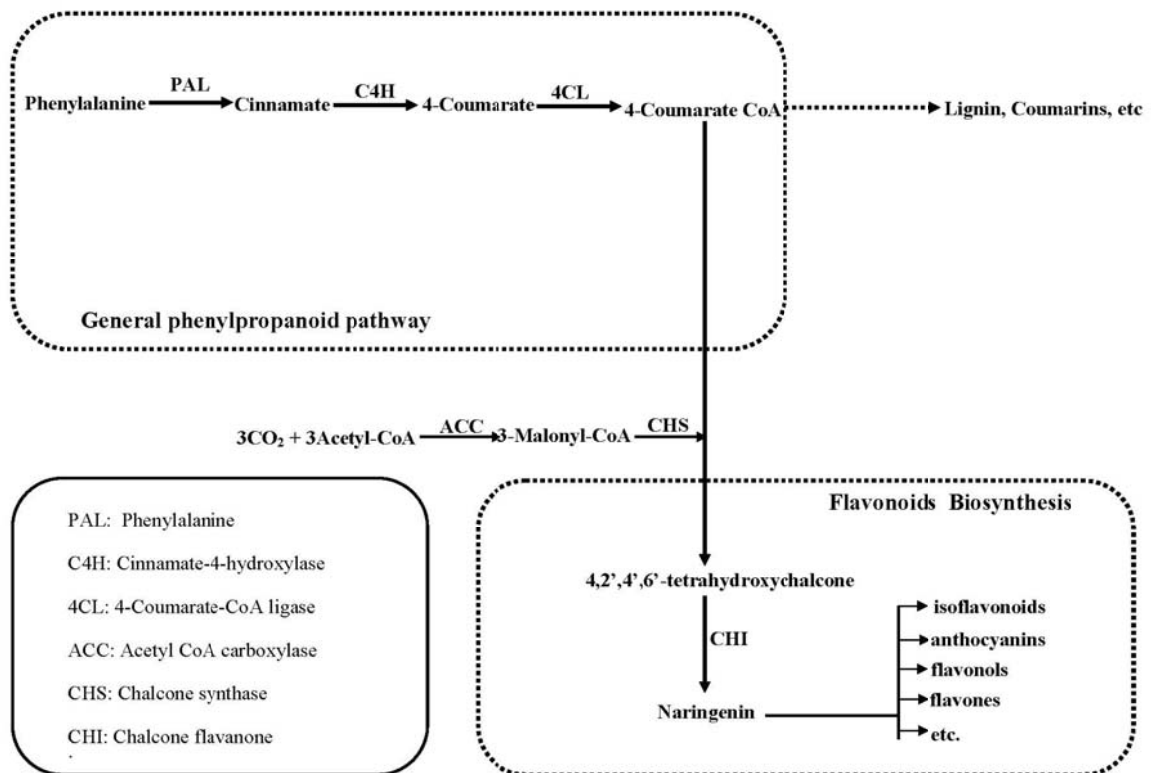 PAL
C4H
4CL
Phenylalanine
Cinnamate
4-Coumarate
4-Coumarate CoA
Lignin, Coumarins, etc
General phenylpropanoid pathway
3CO₂ + 3Acetyl-CoA
ACC
3-Malonyl-CoA
CHS
PAL: Phenylalanine
C4H: Cinnamate-4-hydroxylase
4CL: 4-Coumarate-CoA ligase
ACC: Acetyl CoA carboxylase
CHS: Chalcone synthase
CHI: Chalcone flavanone
Flavonoids Biosynthesis
4,2’,4’,6’-tetrahydroxychalcone
CHI
Naringenin
isoflavonoids
anthocyanins
flavonols
flavones
etc.